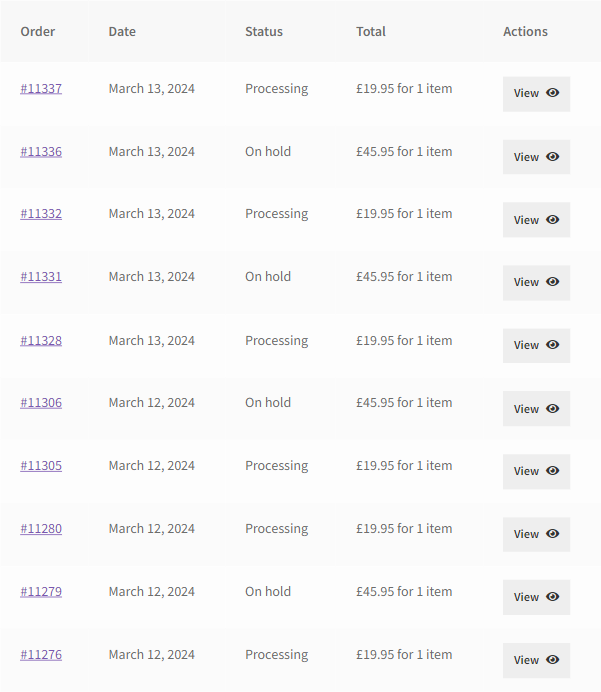 Order Date Status Total Actions
#11337 March 13, 2024 Processing £19.95 for 1 item View
#11336 March 13, 2024 On hold £45.95 for 1 item View
#11332 March 13, 2024 Processing £19.95 for 1 item View
#11331 March 13, 2024 On hold £45.95 for 1 item View
#11328 March 13, 2024 Processing £19.95 for 1 item View
#11306 March 12, 2024 On hold £45.95 for 1 item View
#11305 March 12, 2024 Processing £19.95 for 1 item View
#11280 March 12, 2024 Processing £19.95 for 1 item View
#11279 March 12, 2024 On hold £45.95 for 1 item View
#11276 March 12, 2024 Processing £19.95 for 1 item View